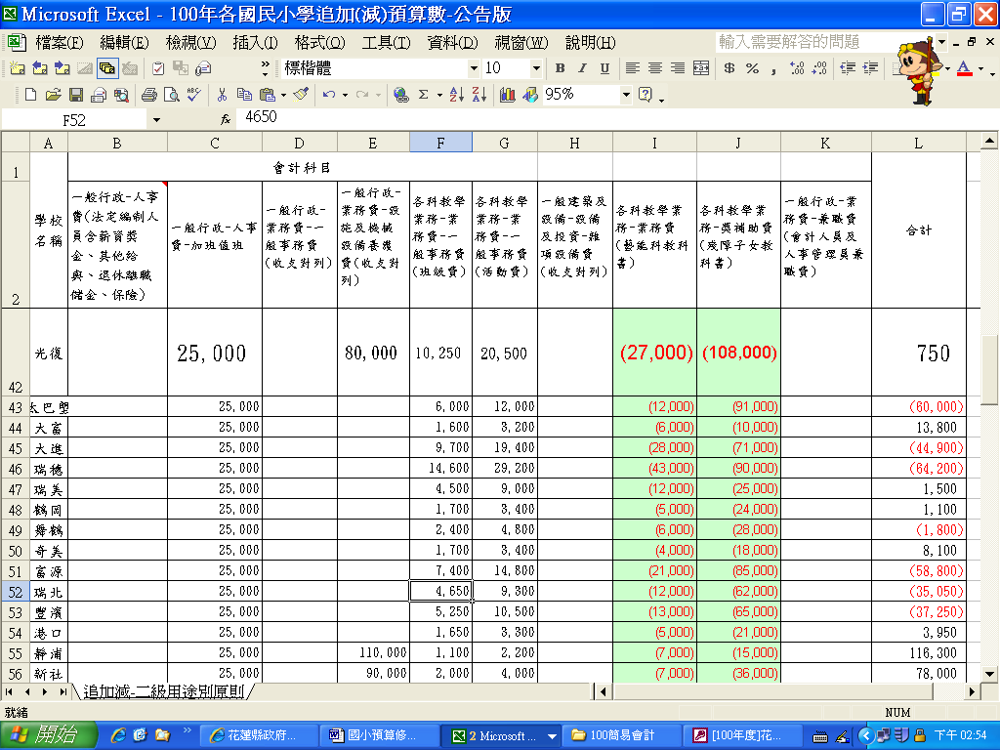 Microsoft Excel - 100年各國民小學追加(減)預算數-公告版
檔案(F) 編輯(E) 檢視(V) 插入(I) 格式(O) 工具(T) 資料(D) 視窗(W) 說明(H) 輸入需要解答的問題
標楷體 10 B I U $ % ,
Σ 95%
F52 fx 4650
A B C D E F G H I J K L
1 會計科目
2 學校名稱
一般行政-人事
費(法定編制人
員含薪資獎
金、其他給
與、退休離職
儲金、保險)
一般行政-人事
費-加班值班
一般行政-
業務費-一
般事務費
(收支對列)
一般行政-
業務費-設
施及機械
設備養護
費(收支對
列)
各科教學
業務-業
務費-一
般事務費
(班級費)
各科教學
業務-業
務費-一
般事務費
(活動費)
一般建築及
設備-設備
及投資-雜
項設備費
(收支對列)
各科教學業
務-業務費
(藝能科教科
書)
各科教學業
務-獎補助費
(殘障子女教
科書)
一般行政-業
務費-兼職費
(會計人員及
人事管理員兼
職費)
合計
42 光復 25,000 80,000 10,250 20,500 (27,000) (108,000) 750
43 太巴塱 25,000 6,000 12,000 (12,000) (91,000) (60,000)
44 大富 25,000 1,600 3,200 (6,000) (10,000) 13,800
45 大進 25,000 9,700 19,400 (28,000) (71,000) (44,900)
46 瑞穗 25,000 14,600 29,200 (43,000) (90,000) (64,200)
47 瑞美 25,000 4,500 9,000 (12,000) (25,000) 1,500
48 鶴岡 25,000 1,700 3,400 (5,000) (24,000) 1,100
49 舞鶴 25,000 2,400 4,800 (6,000) (28,000) (1,800)
50 奇美 25,000 1,700 3,400 (4,000) (18,000) 8,100
51 富源 25,000 7,400 14,800 (21,000) (85,000) (58,800)
52 瑞北 25,000 4,650 9,300 (12,000) (62,000) (35,050)
53 豐濱 25,000 5,250 10,500 (13,000) (65,000) (37,250)
54 港口 25,000 1,650 3,300 (5,000) (21,000) 3,950
55 靜浦 25,000 110,000 1,100 2,200 (7,000) (15,000) 116,300
56 新社 25,000 90,000 2,000 4,000 (7,000) (36,000) 78,000
追加減-二級用途別原則
就緒 NUM
開始 花蓮縣政府... 國小預算修... 2 Microsoft ... 100簡易會計 [100年度]花... 下午 02:54